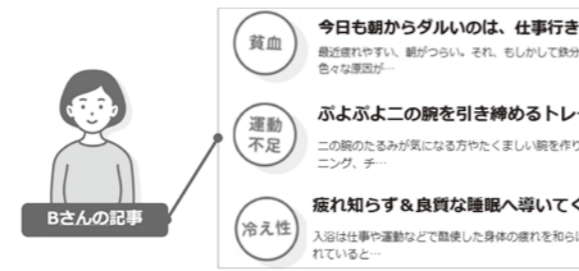 貧血
今日も朝からダルいのは、仕事行き
最近疲れやすい、朝がつらい。それ、もしかして鉄分
色々な原因が…
運動
不足
ぷよぷよ二の腕を引き締めるトレー
二の腕のたるみが気になる方やたくましい腕を作り
ニング、チ…
Bさんの記事
冷え性
疲れ知らず＆良質な睡眠へ導いてく
入浴は仕事や運動などで酷使した身体の疲れを和らげ
れていると…